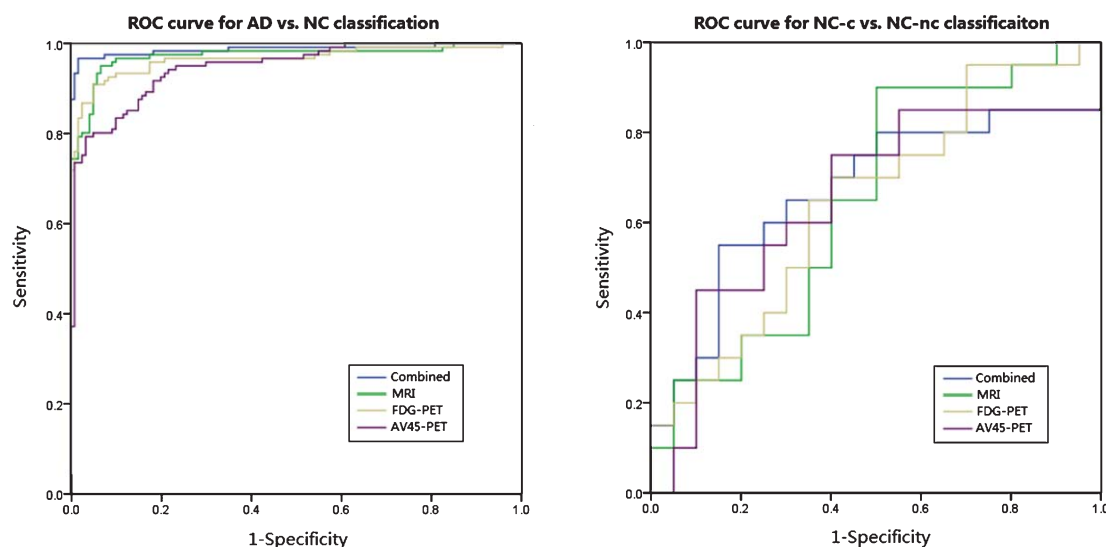 ROC curve for AD vs. NC classification
Sensitivity
1.0
0.8
0.6
0.4
0.2
0.0
Combined
MRI
FDG-PET
AV45-PET
0.0 0.2 0.4 0.6 0.8 1.0
1-Specificity
ROC curve for NC-c vs. NC-nc classificaiton
Sensitivity
1.0
0.8
0.6
0.4
0.2
0.0
Combined
MRI
FDG-PET
AV45-PET
0.0 0.2 0.4 0.6 0.8 1.0
1-Specificity